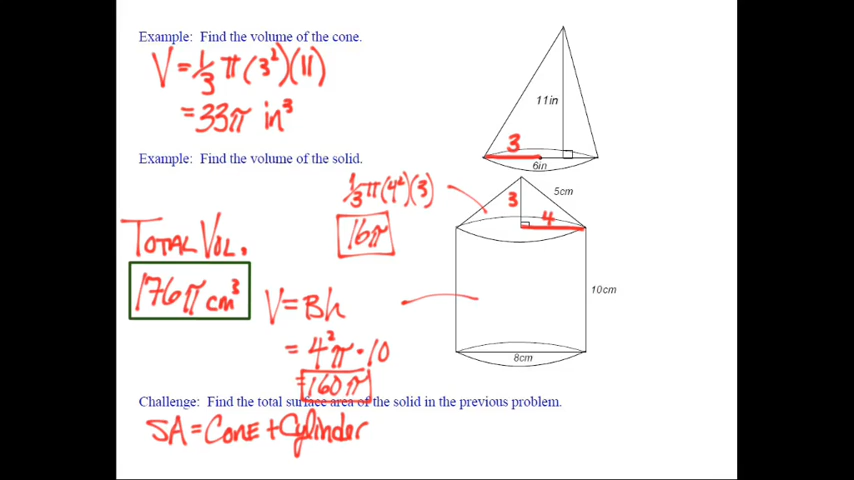 Example: Find the volume of the cone.
V = 1/3 π(3²)(11)
= 33π in³
11in
3
6in
Example: Find the volume of the solid.
1/3 π(4²)(3)
16π
5cm
3
4
TOTAL VOL.
176π cm³
V = Bh
= 4²π · 10
= 160π
10cm
8cm
Challenge: Find the total surface area of the solid in the previous problem.
SA = CONE + Cylinder